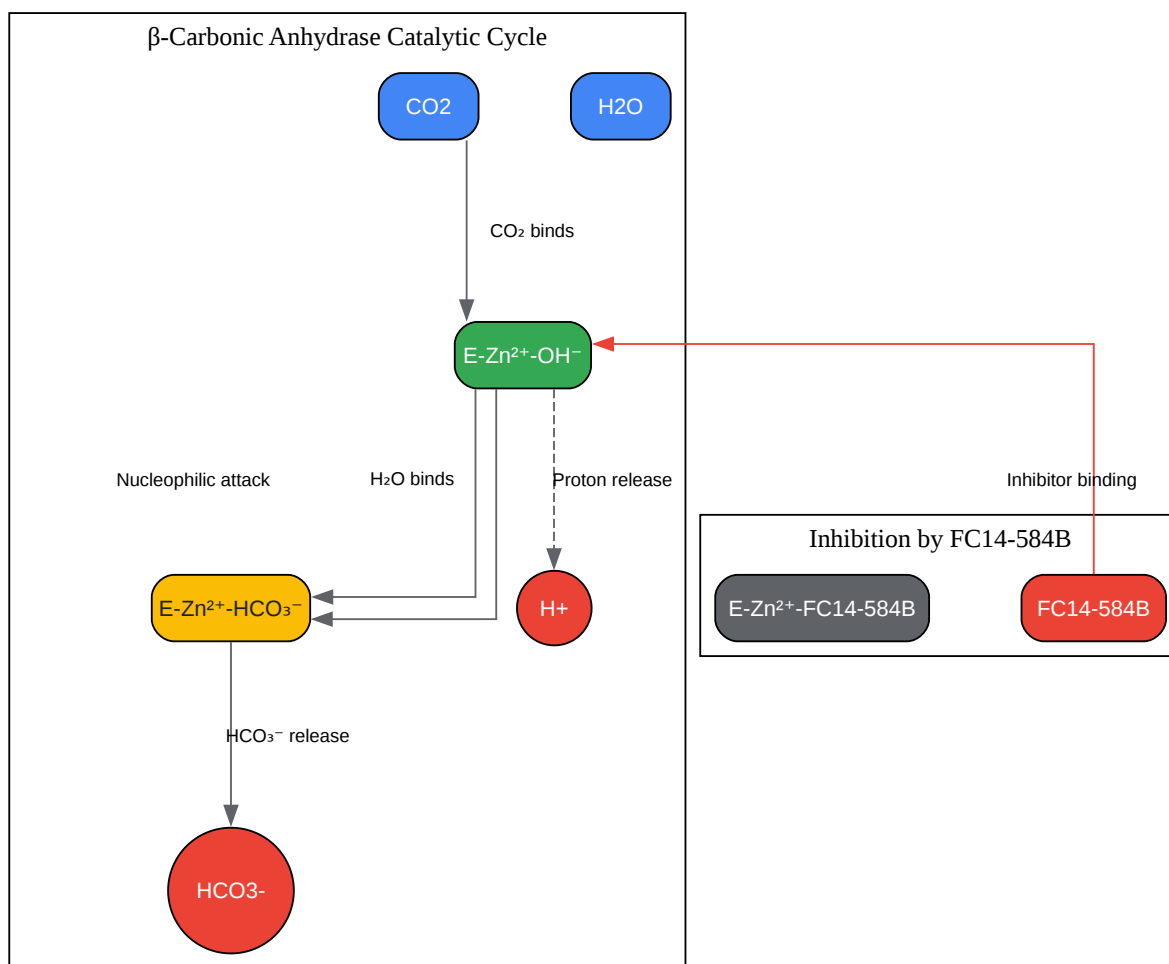 β-Carbonic Anhydrase Catalytic Cycle
CO2
H2O
CO₂ binds
E-Zn²⁺-OH⁻
Nucleophilic attack
H₂O binds
Proton release
Inhibitor binding
Inhibition by FC14-584B
E-Zn²⁺-HCO₃⁻
H+
E-Zn²⁺-FC14-584B
FC14-584B
HCO₃⁻ release
HCO3-